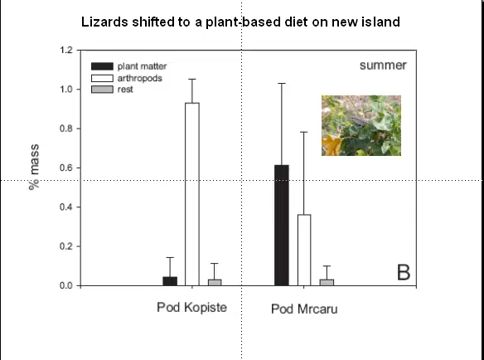 Lizards shifted to a plant-based diet on new island
1.2
1.0
0.8
0.6
0.4
0.2
0.0
% mass
plant matter
arthropods
rest
summer
B
Pod Kopiste
Pod Mrcaru